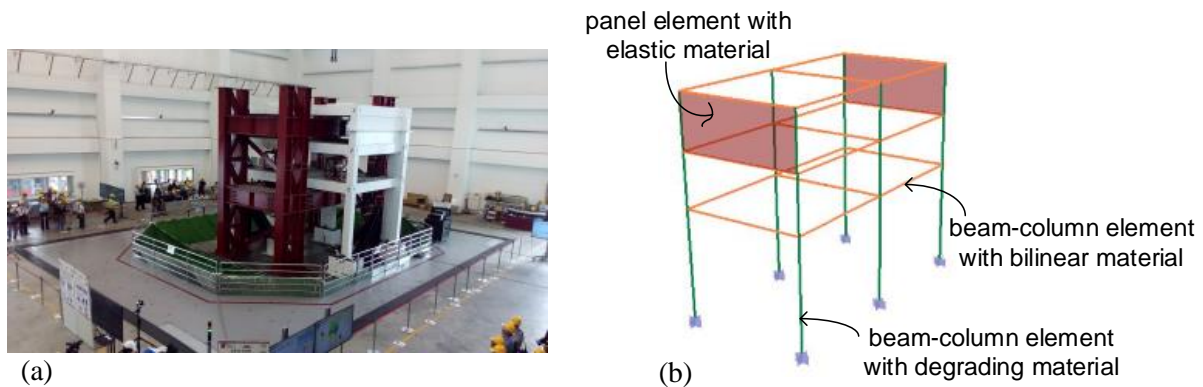 panel element with
elastic material
beam-column element
with bilinear material
beam-column element
with degrading material
(a)
(b)